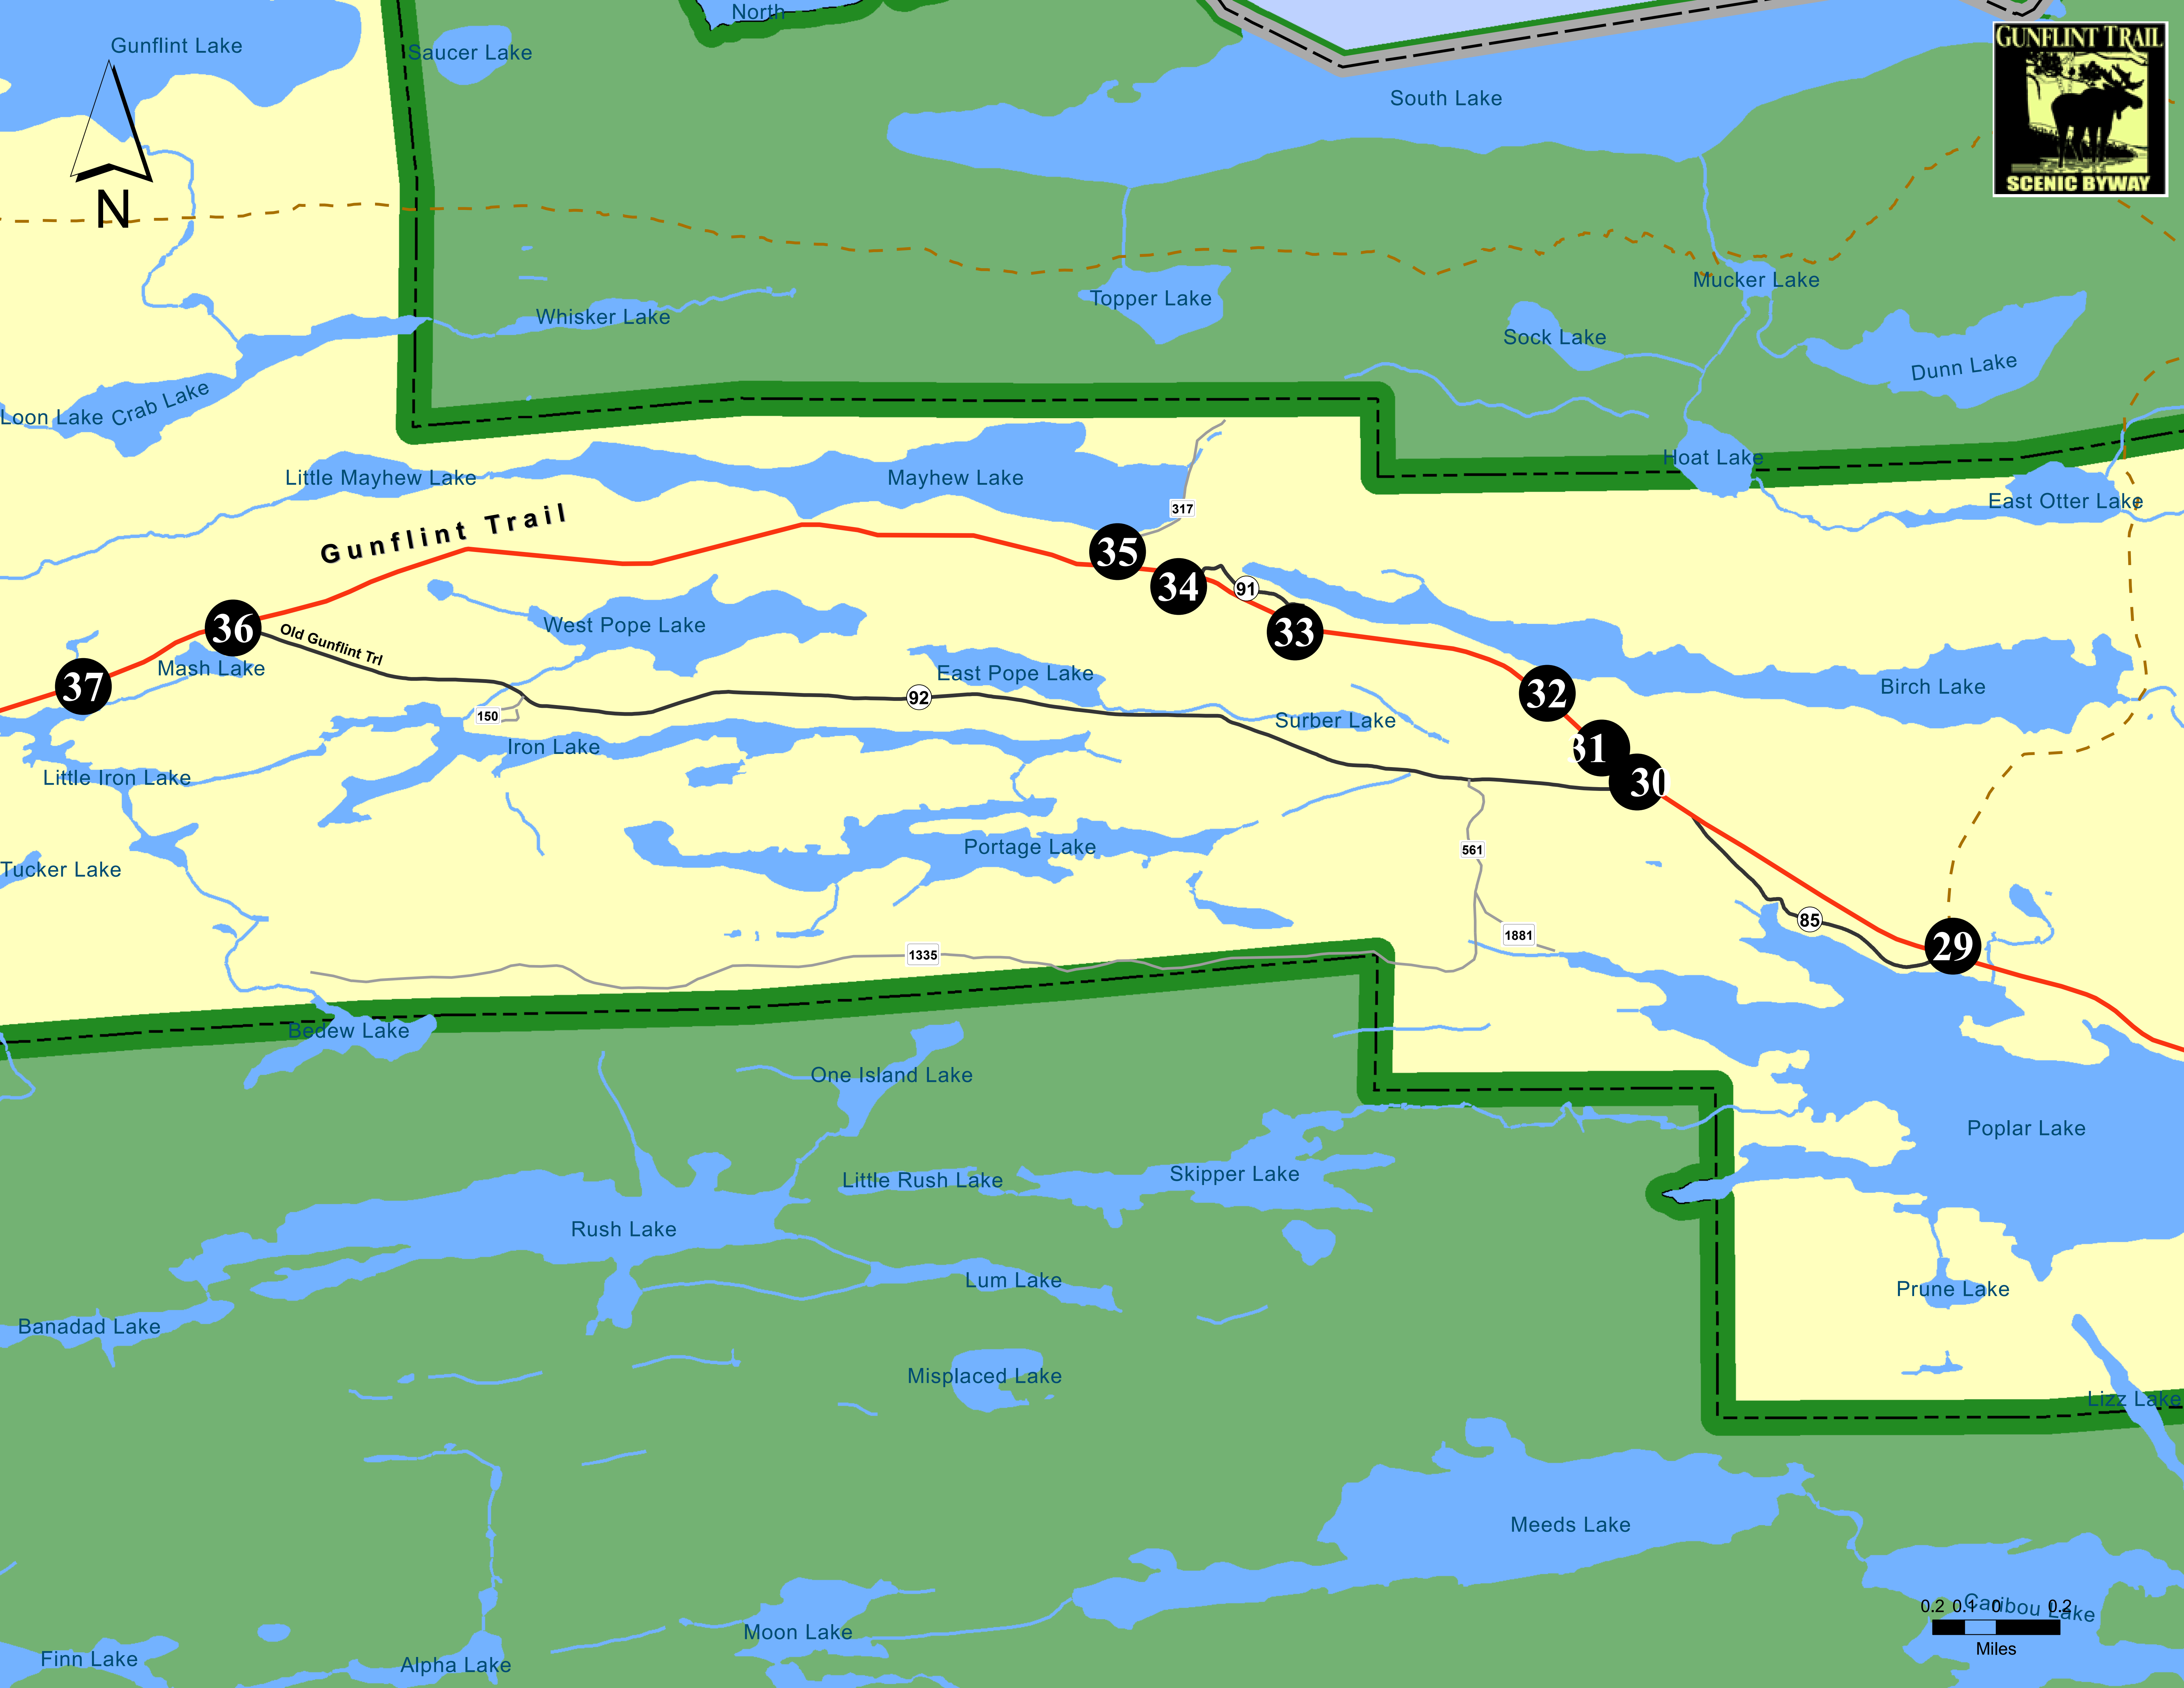 North
Gunflint Lake
Saucer Lake
GUNFLINT TRAIL
SCENIC BYWAY
South Lake
N
Mucker Lake
Topper Lake
Whisker Lake
Sock Lake
Dunn Lake
Crab Lake
Loon Lake
Hoat Lake
Little Mayhew Lake
Mayhew Lake
East Otter Lake
317
Gunflint Trail
35
34
91
36
33
Old Gunflint Trl
West Pope Lake
Mash Lake
East Pope Lake
37
Birch Lake
32
92
150
Surber Lake
Iron Lake
31
Little Iron Lake
30
Portage Lake
561
Tucker Lake
85
1881
29
1335
Bedew Lake
One Island Lake
Poplar Lake
Skipper Lake
Little Rush Lake
Rush Lake
Lum Lake
Prune Lake
Banadad Lake
Misplaced Lake
Lizz Lake
Meeds Lake
Caribou Lake
0.2 0.1 0 0.2
Miles
Moon Lake
Finn Lake
Alpha Lake